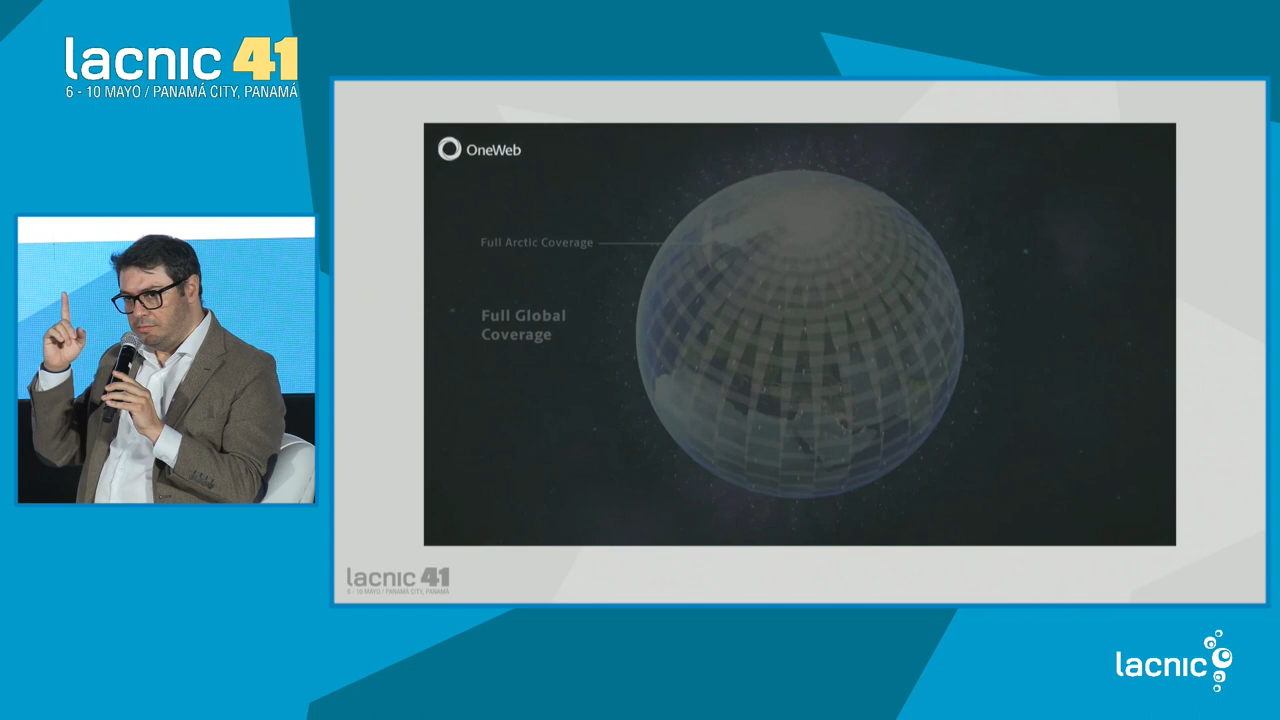 lacnic 41
6 - 10 MAYO / PANAMÁ CITY, PANAMÁ
OneWeb
Full Arctic Coverage
Full Global
Coverage
lacnic 41
6 - 10 MAYO / PANAMÁ CITY, PANAMÁ
lacnic